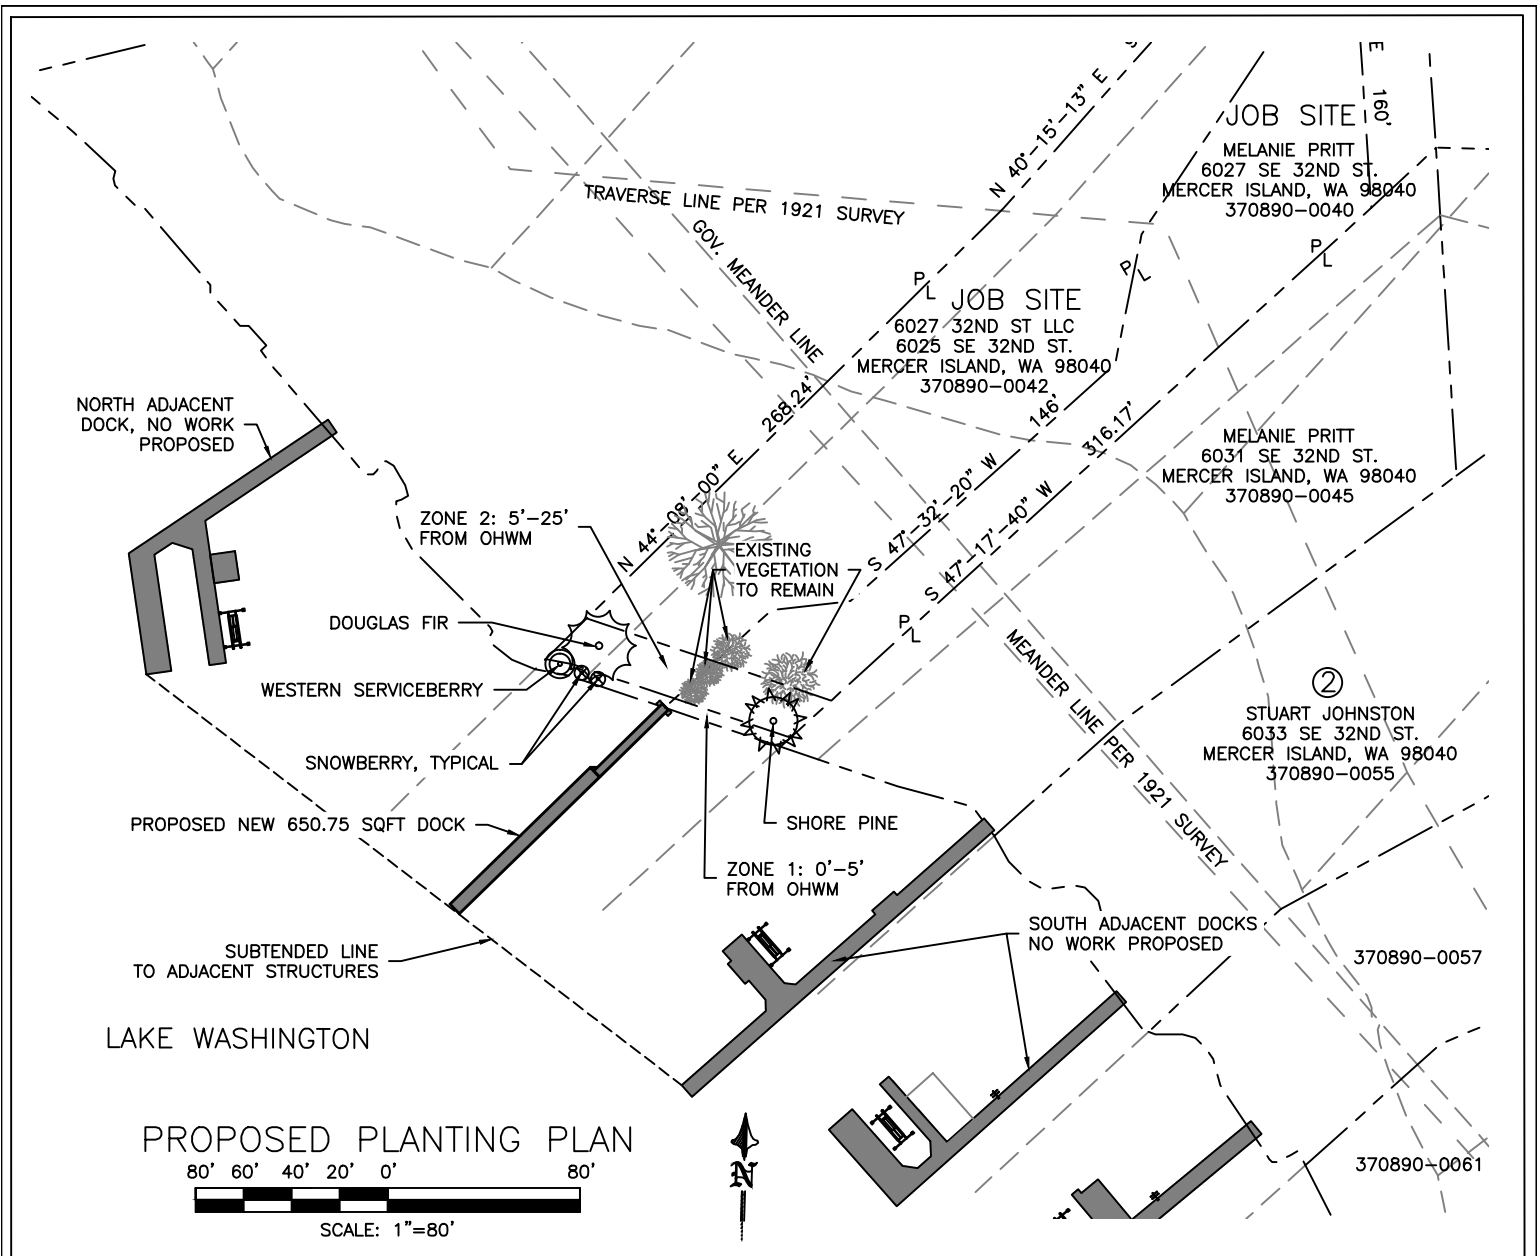 N 40°-15'-13" E
E 160'
JOB SITE
MELANIE PRITT
6027 SE 32ND ST.
MERCER ISLAND, WA 98040
370890-0040
TRAVERSE LINE PER 1921 SURVEY
GOV. MEANDER LINE
P L
P L
P L
JOB SITE
6027 32ND ST LLC
6025 SE 32ND ST.
MERCER ISLAND, WA 98040
370890-0042
NORTH ADJACENT
DOCK, NO WORK
PROPOSED
N 44°-08'-00" E 268.24'
S 47°-32'-20" W 146'
S 47°-17'-40" W 316.17'
MELANIE PRITT
6031 SE 32ND ST.
MERCER ISLAND, WA 98040
370890-0045
ZONE 2: 5'-25'
FROM OHWM
EXISTING
VEGETATION
TO REMAIN
DOUGLAS FIR
P L
WESTERN SERVICEBERRY
MEANDER LINE PER 1921 SURVEY
2
STUART JOHNSTON
6033 SE 32ND ST.
MERCER ISLAND, WA 98040
370890-0055
SNOWBERRY, TYPICAL
PROPOSED NEW 650.75 SQFT DOCK
SHORE PINE
ZONE 1: 0'-5'
FROM OHWM
SOUTH ADJACENT DOCKS
NO WORK PROPOSED
SUBTENDED LINE
TO ADJACENT STRUCTURES
370890-0057
LAKE WASHINGTON
PROPOSED PLANTING PLAN
80' 60' 40' 20' 0' 80'
SCALE: 1"=80'
N
370890-0061